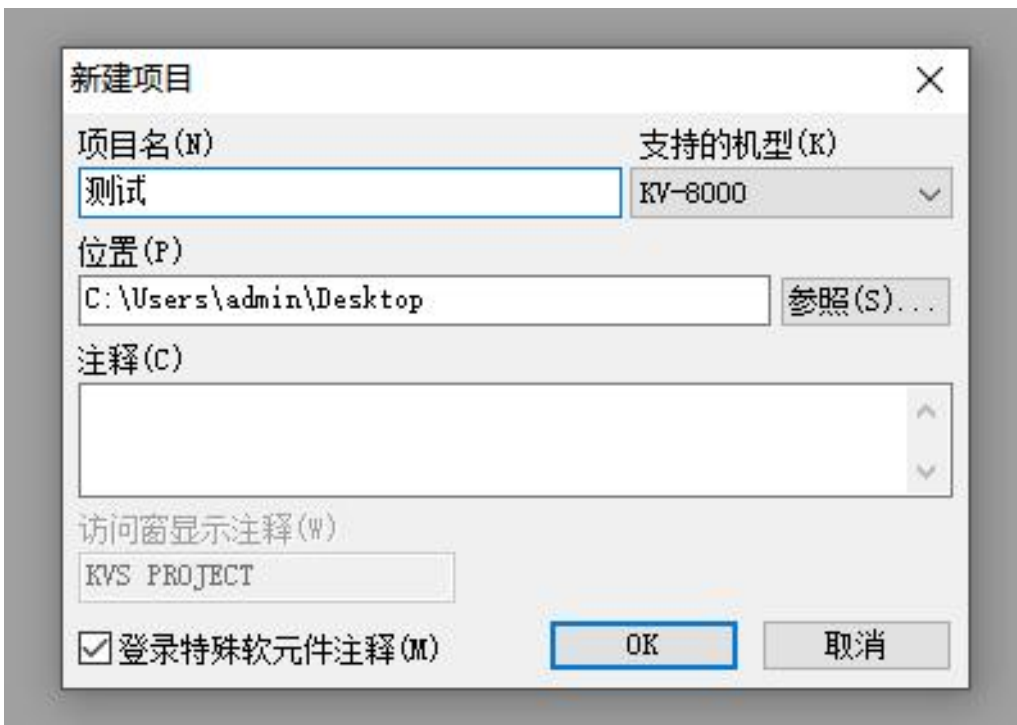 新建项目
项目名(N) 支持的机型(K)
测试 KV-8000
位置(P)
C:\Users\admin\Desktop 参照(S)...
注释(C)
访问窗显示注释(W)
KVS PROJECT
登录特殊软元件注释(M) OK 取消